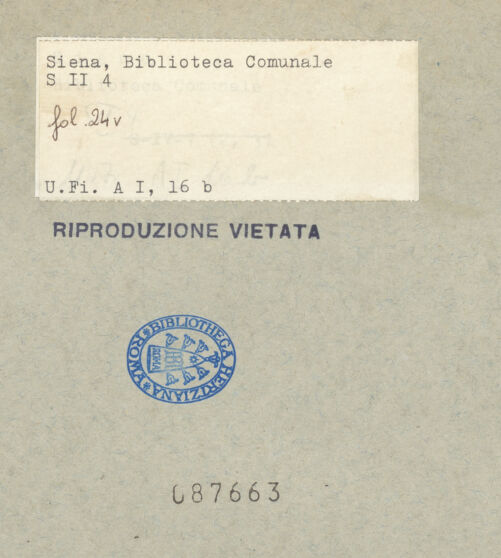 Siena, Biblioteca Comunale
S II 4
fol. 24v
U.Fi. A I, 16 b
RIPRODUZIONE VIETATA
BIBLIOTHECA HERTZIANA ROMA
087663